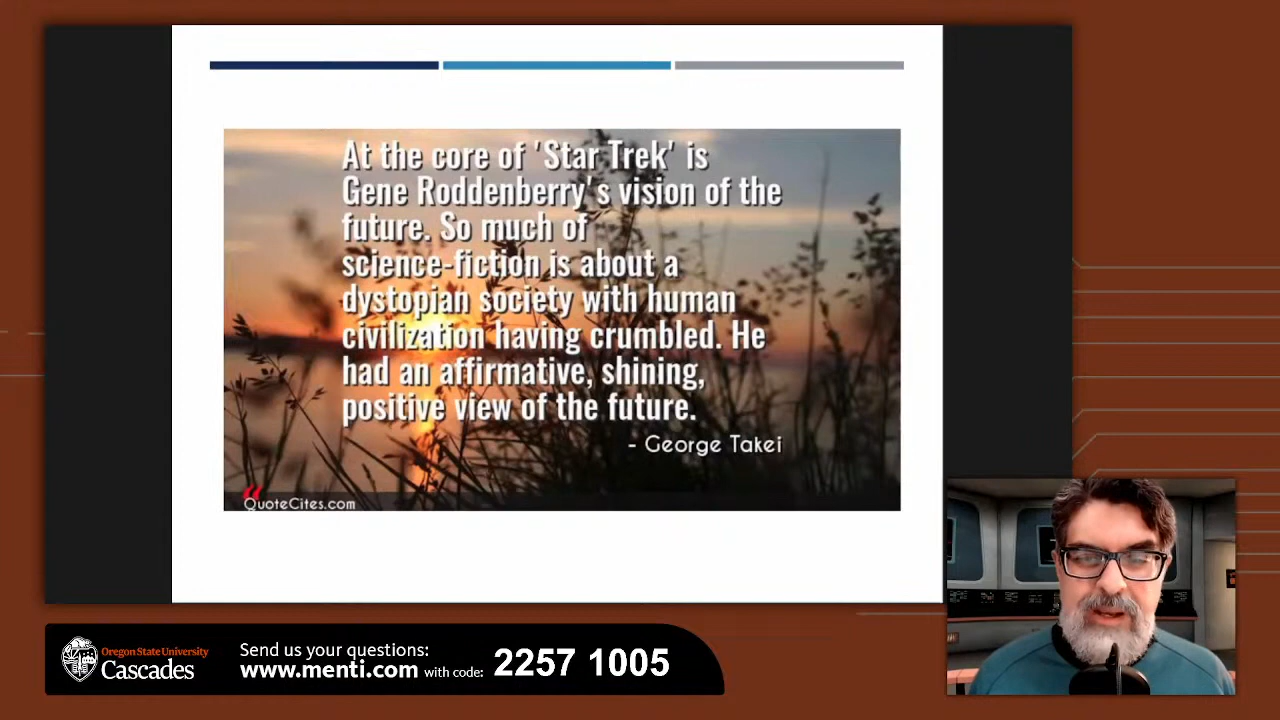 At the core of 'Star Trek' is
Gene Roddenberry's vision of the
future. So much of
science-fiction is about a
dystopian society with human
civilization having crumbled. He
had an affirmative, shining,
positive view of the future.
- George Takei
QuoteCites.com
Oregon State University
Cascades
Send us your questions:
www.menti.com with code: 2257 1005